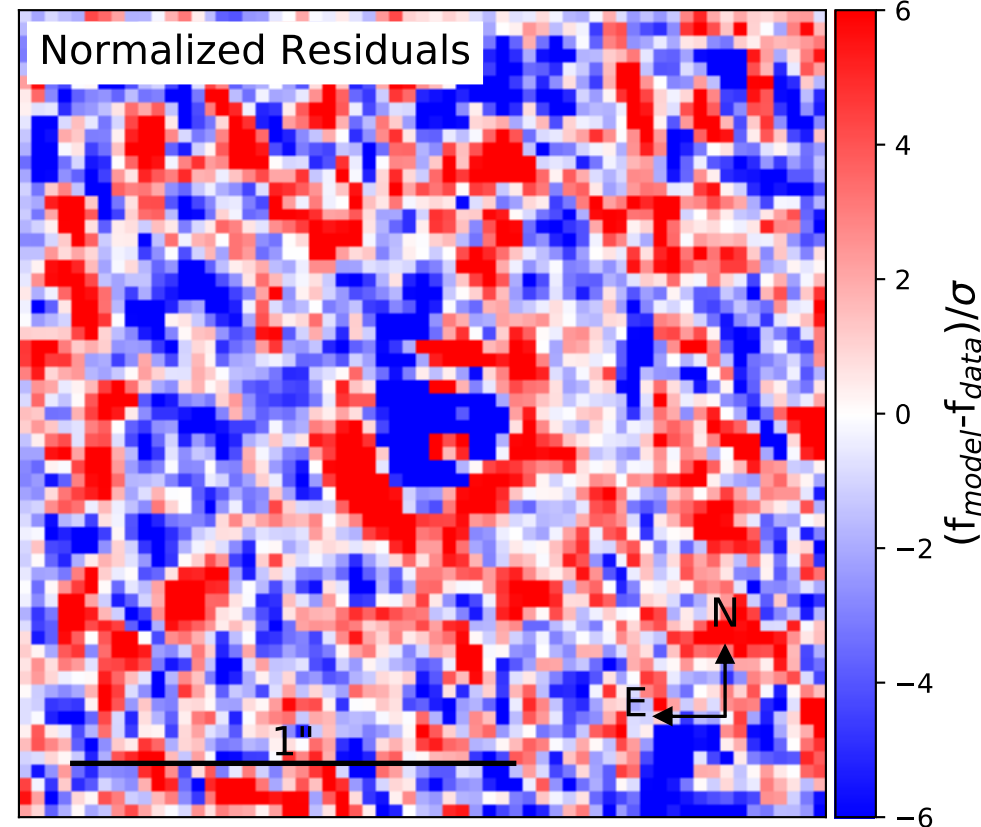 Normalized Residuals
6
4
2
0
−2
−4
−6
(f_model-f_data)/σ
N
E
1"